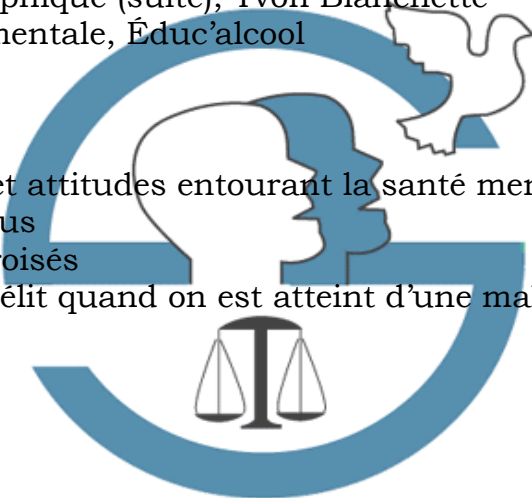 phique (suite), Yvon Blanchette
mentale, Éduc’alcool
et attitudes entourant la santé men
us
roisés
élit quand on est atteint d’une ma